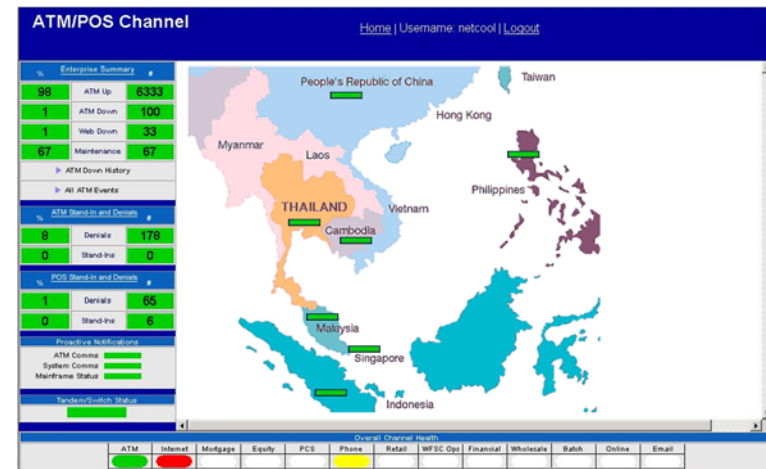 ATM/POS Channel
Home | Username: netcool | Logout
% Enterprise Summary #
98 ATM Up 6333
1 ATM Down 100
1 Web Down 33
67 Maintenance 67
ATM Down History
All ATM Events
% ATM Stand-In and Denials #
8 Denials 178
0 Stand-Ins 0
% POS Stand-In and Denials #
1 Denials 65
0 Stand-Ins 6
Proactive Notifications
ATM Comms
System Comms
Mainframe Status
Tandem/Switch Status
People's Republic of China
Taiwan
Hong Kong
Myanmar
Laos
Philippines
THAILAND
Vietnam
Cambodia
Malaysia
Singapore
Indonesia
Overall Channel Health
ATM Internet Mortgage Equity PCS Phone Retail WFSC Ops Financial Wholesale Batch Online Email